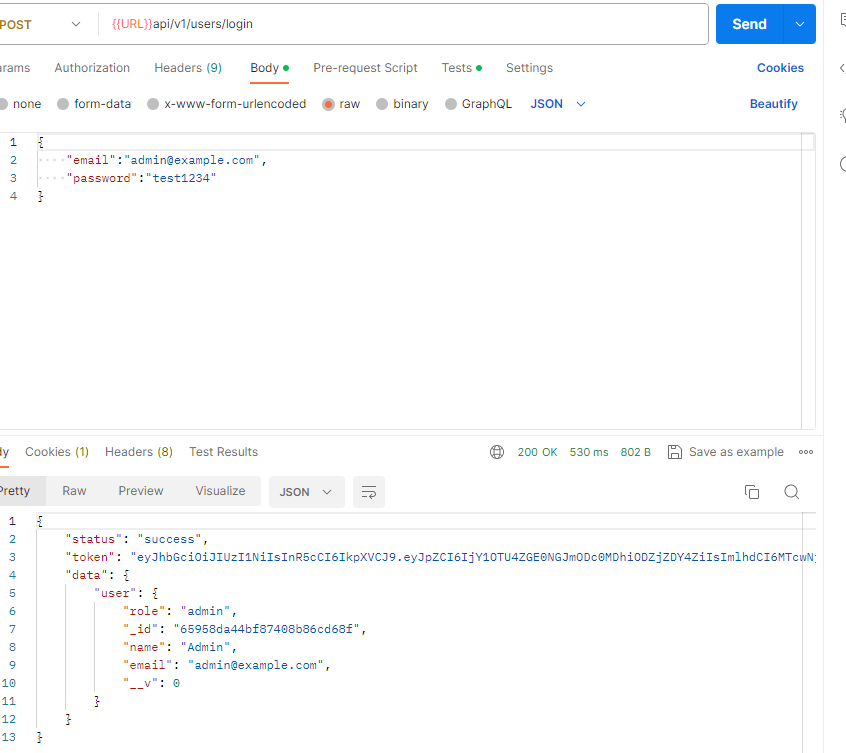 POST {{URL}}api/v1/users/login Send
arams Authorization Headers (9) Body Pre-request Script Tests Settings Cookies
none form-data x-www-form-urlencoded raw binary GraphQL JSON Beautify
1 {
2 ····"email":"admin@example.com",
3 ····"password":"test1234"
4 }
dy Cookies (1) Headers (8) Test Results 200 OK 530 ms 802 B Save as example
Pretty Raw Preview Visualize JSON
1 {
2 "status": "success",
3 "token": "eyJhbGciOiJIUzI1NiIsInR5cCI6IkpXVCJ9.eyJpZCI6IjY1OTU4ZGE0NGJmODc0MDhiODZjZDY4ZiIsImlhdCI6MTcwN
4 "data": {
5 "user": {
6 "role": "admin",
7 "_id": "65958da44bf87408b86cd68f",
8 "name": "Admin",
9 "email": "admin@example.com",
10 "__v": 0
11 }
12 }
13 }